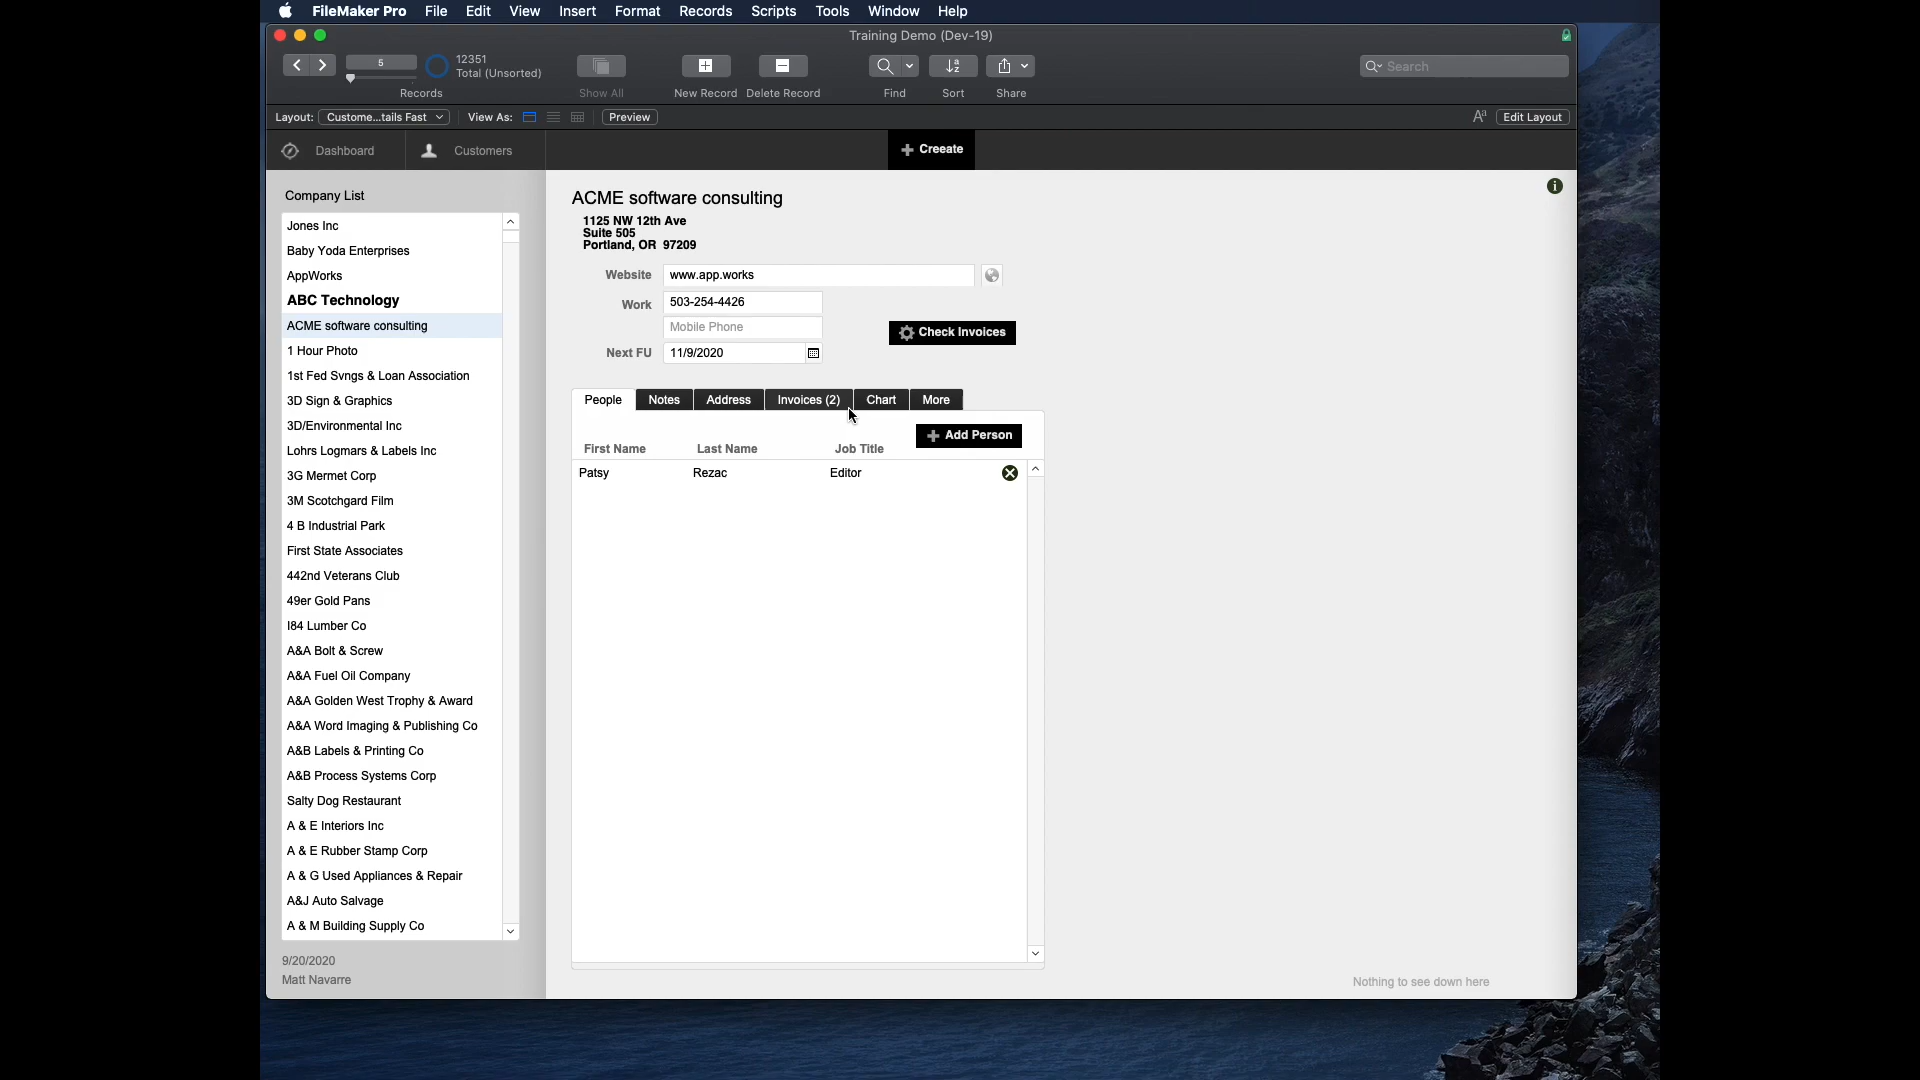 FileMaker Pro File Edit View Insert Format Records Scripts Tools Window Help
Training Demo (Dev-19)
5
12351
Total (Unsorted)
Records
Show All
New Record
Delete Record
Find
Sort
Share
Search
Layout: Custome...tails Fast
View As:
Preview
Aa
Edit Layout
Dashboard
Customers
Creeate
Company List
Jones Inc
Baby Yoda Enterprises
AppWorks
ABC Technology
ACME software consulting
1 Hour Photo
1st Fed Svngs & Loan Association
3D Sign & Graphics
3D/Environmental Inc
Lohrs Logmars & Labels Inc
3G Mermet Corp
3M Scotchgard Film
4 B Industrial Park
First State Associates
442nd Veterans Club
49er Gold Pans
I84 Lumber Co
A&A Bolt & Screw
A&A Fuel Oil Company
A&A Golden West Trophy & Award
A&A Word Imaging & Publishing Co
A&B Labels & Printing Co
A&B Process Systems Corp
Salty Dog Restaurant
A & E Interiors Inc
A & E Rubber Stamp Corp
A & G Used Appliances & Repair
A&J Auto Salvage
A & M Building Supply Co
9/20/2020
Matt Navarre
ACME software consulting
1125 NW 12th Ave
Suite 505
Portland, OR 97209
Website www.app.works
Work 503-254-4426
Mobile Phone
Check Invoices
Next FU 11/9/2020
People Notes Address Invoices (2) Chart More
Add Person
First Name Last Name Job Title
Patsy Rezac Editor
Nothing to see down here